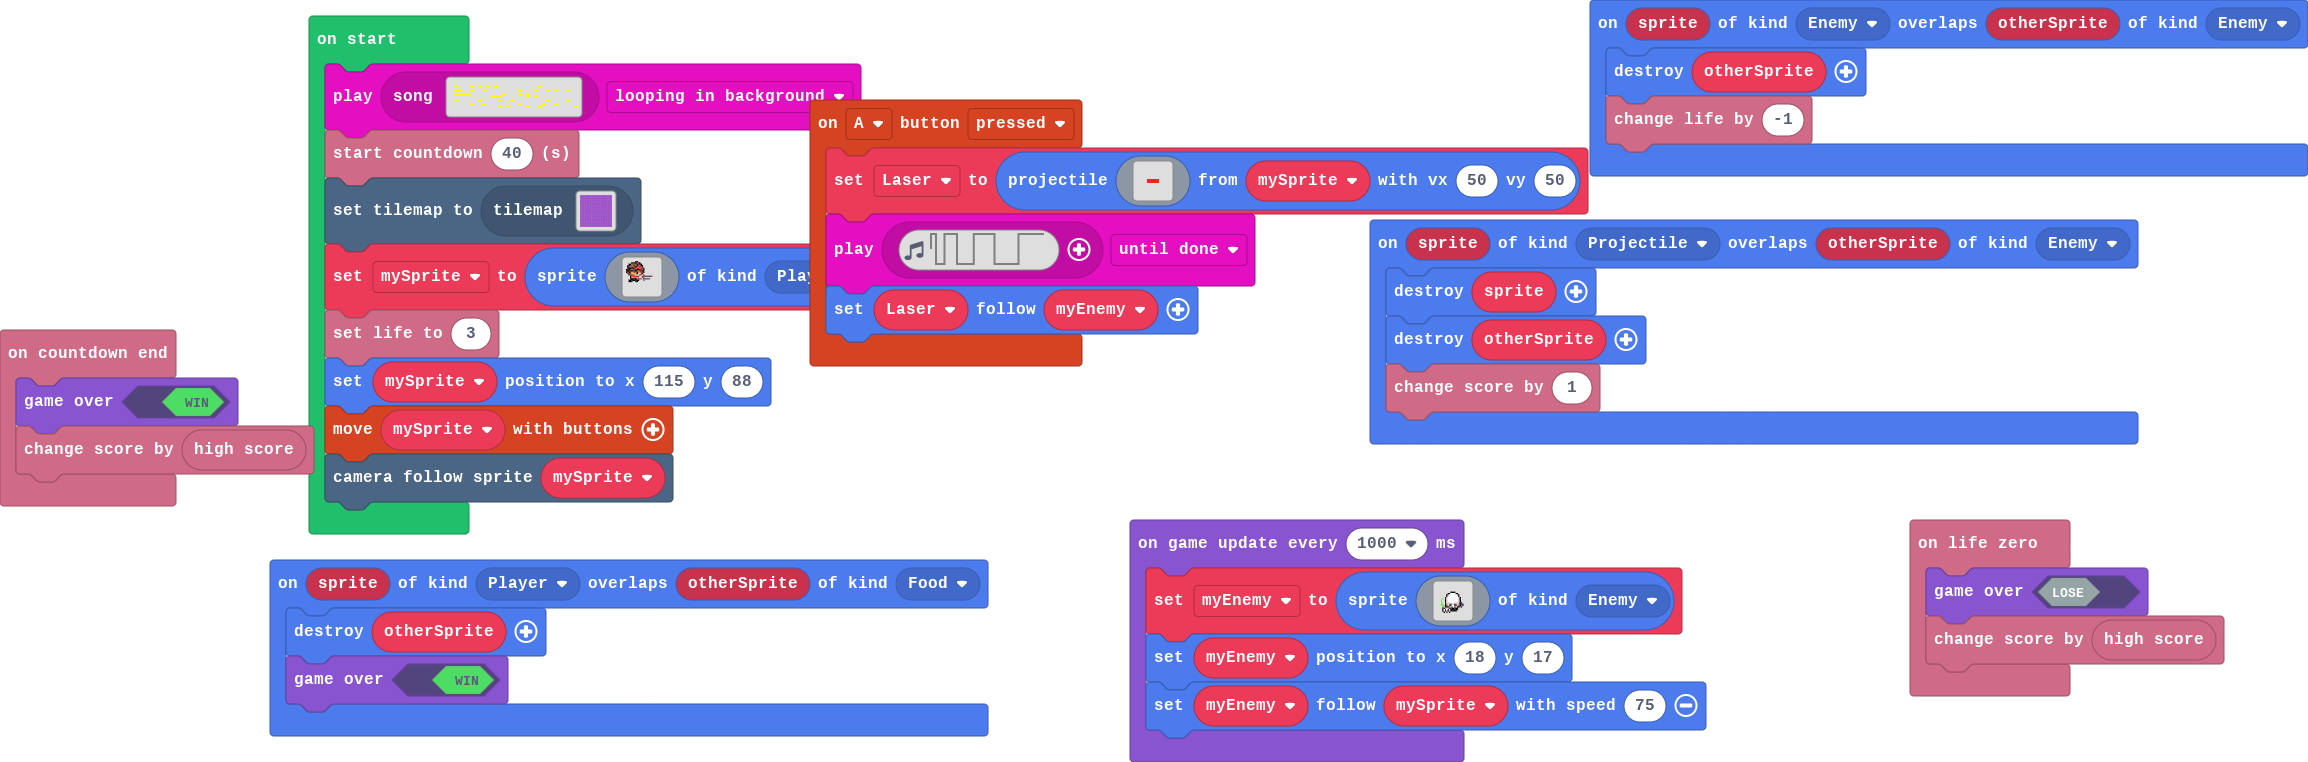 on start
play song looping in background
start countdown 40 (s)
set tilemap to tilemap
set mySprite to sprite of kind
set life to 3
set mySprite position to x 115 y 88
move mySprite with buttons
camera follow sprite mySprite
on A button pressed
set Laser to projectile from mySprite with vx 50 vy 50
play until done
set Laser follow myEnemy
on sprite of kind Enemy overlaps otherSprite of kind Enemy
destroy otherSprite
change life by -1
on sprite of kind Projectile overlaps otherSprite of kind Enemy
destroy sprite
destroy otherSprite
change score by 1
on countdown end
game over WIN
change score by high score
on sprite of kind Player overlaps otherSprite of kind Food
destroy otherSprite
game over WIN
on game update every 1000 ms
set myEnemy to sprite of kind Enemy
set myEnemy position to x 18 y 17
set myEnemy follow mySprite with speed 75
on life zero
game over LOSE
change score by high score